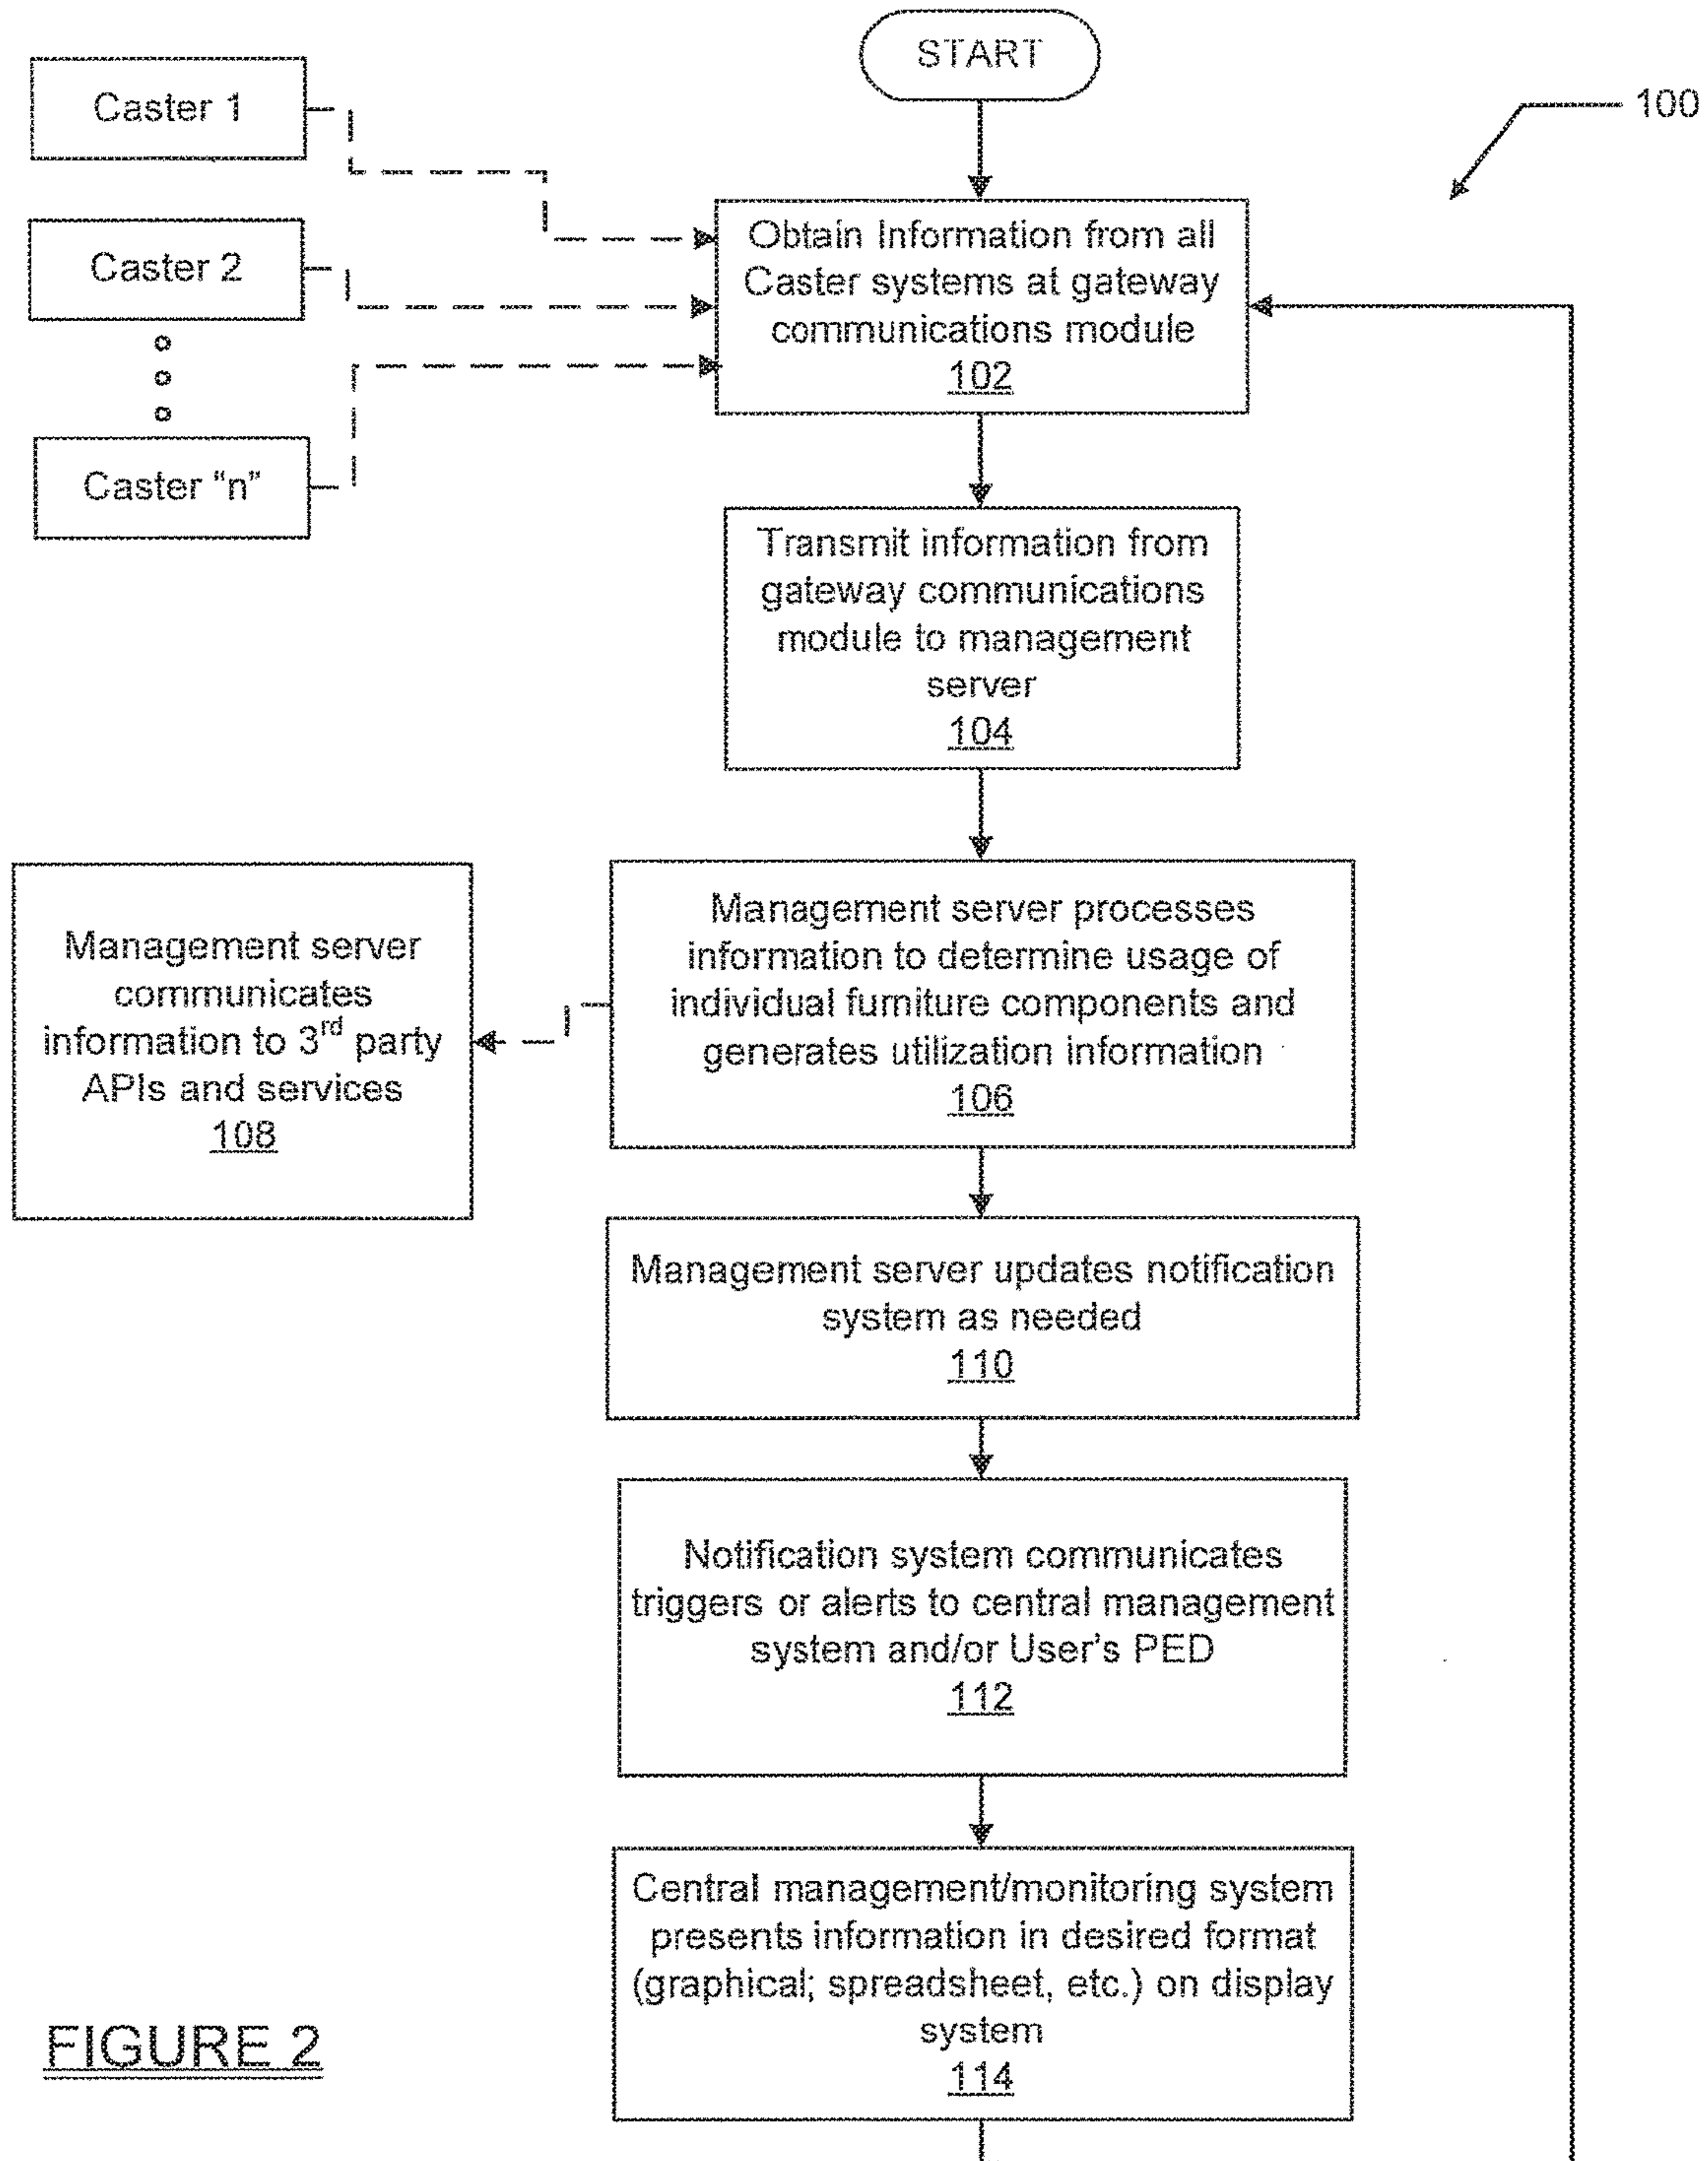 START
100
Caster 1
Caster 2
Caster "n"
Obtain Information from all
Caster systems at gateway
communications module
102
Transmit information from
gateway communications
module to management
server
104
Management server processes
information to determine usage of
individual furniture components and
generates utilization information
106
Management server
communicates
information to 3rd party
APIs and services
108
Management server updates notification
system as needed
110
Notification system communicates
triggers or alerts to central management
system and/or User's PED
112
Central management/monitoring system
presents information in desired format
(graphical; spreadsheet, etc.) on display
system
114
FIGURE 2